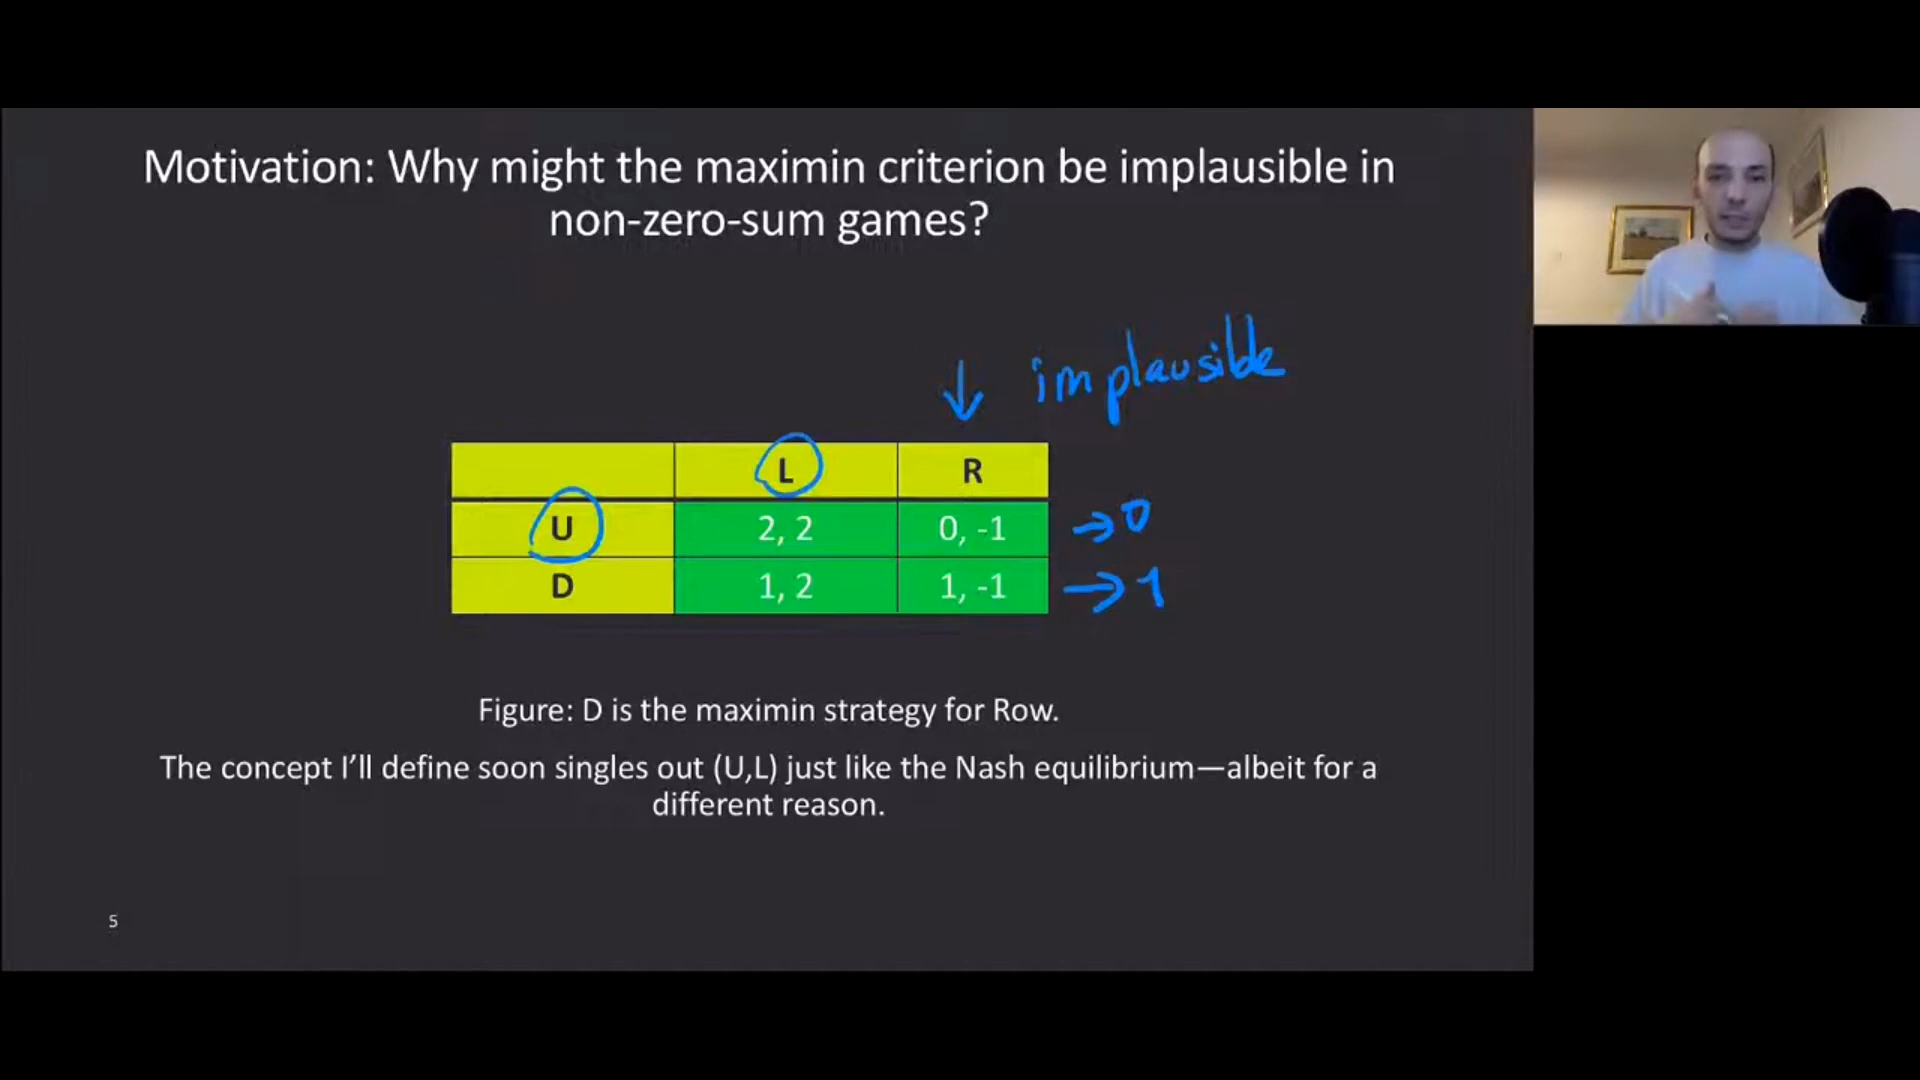 Motivation: Why might the maximin criterion be implausible in
non-zero-sum games?
↓ implausible
L R
U 2, 2 0, -1 → 0
D 1, 2 1, -1 → 1
Figure: D is the maximin strategy for Row.
The concept I’ll define soon singles out (U,L) just like the Nash equilibrium—albeit for a
different reason.
5